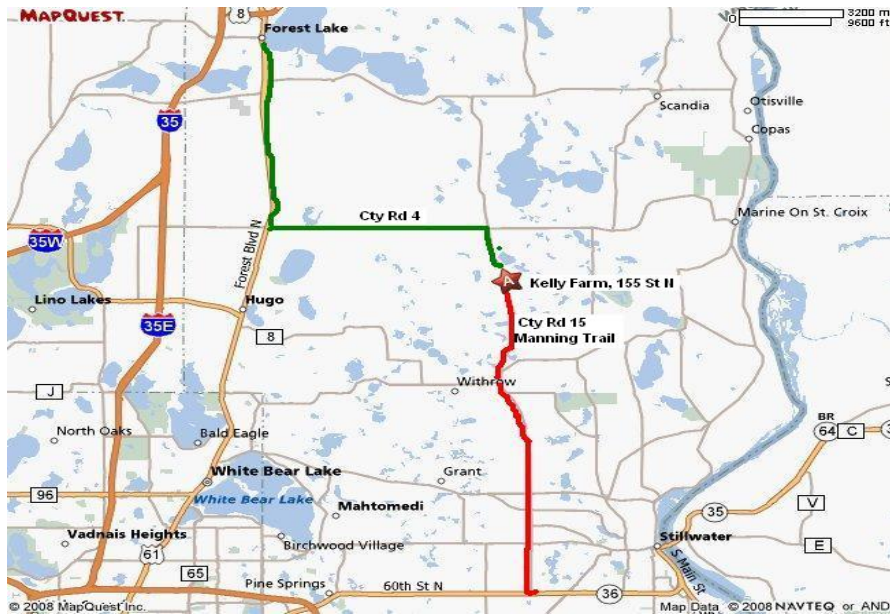 MAPQUEST.
8
Forest Lake
0
3200 m
9600 ft
35
Scandia
Otisville
Copas
Cty Rd 4
Marine On St. Croix
35W
Forest Blvd N
Kelly Farm, 155 St N
Lino Lakes
Hugo
35E
8
Cty Rd 15
Manning Trail
J
Withrow
North Oaks
Bald Eagle
BR
64
C
White Bear Lake
Grant
96
White Bear Lake
Mahtomedi
35
V
Vadnais Heights
61
Birchwood Village
Stillwater
E
65
Pine Springs
60th St N
36
S Main St
© 2008 MapQuest Inc.
Map Data © 2008 NAVTEQ or AND